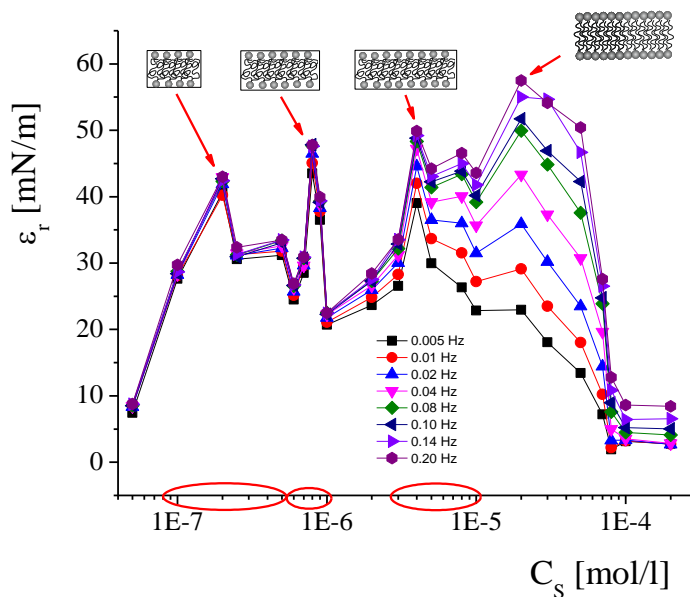 60
50
40
30
20
10
0
εr [mN/m]
0.005 Hz
0.01 Hz
0.02 Hz
0.04 Hz
0.08 Hz
0.10 Hz
0.14 Hz
0.20 Hz
1E-7 1E-6 1E-5 1E-4
Cs [mol/l]